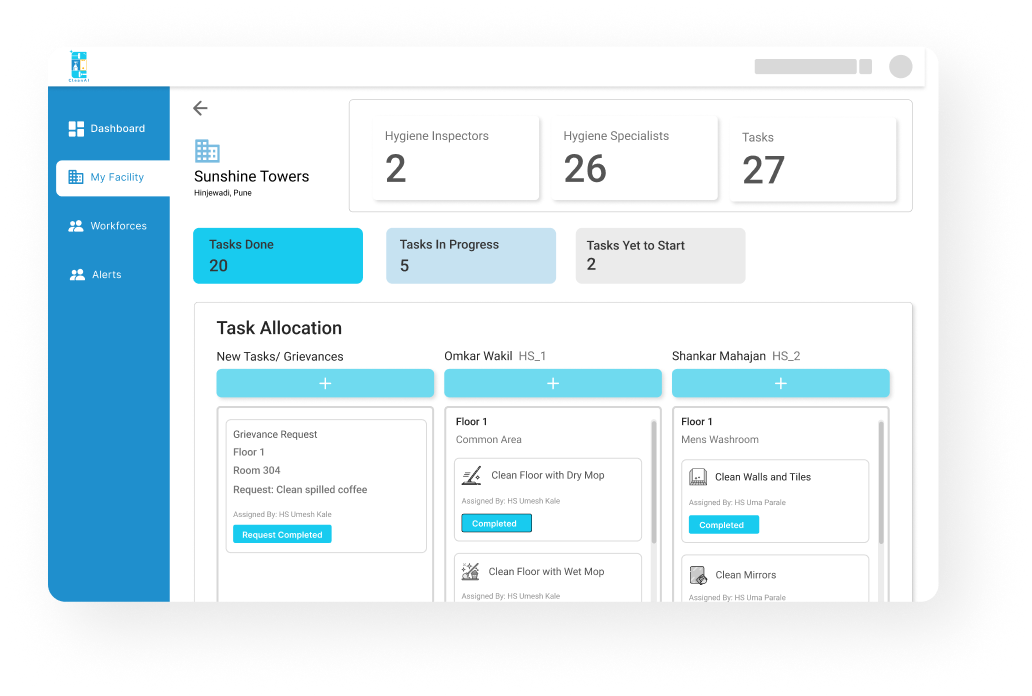 CleanAI
Dashboard
My Facility
Workforces
Alerts
Sunshine Towers
Hinjewadi, Pune
Hygiene Inspectors
2
Hygiene Specialists
26
Tasks
27
Tasks Done
20
Tasks In Progress
5
Tasks Yet to Start
2
Task Allocation
New Tasks/ Grievances
+
Grievance Request
Floor 1
Room 304
Request: Clean spilled coffee
Assigned By: HS Umesh Kale
Request Completed
Omkar Wakil HS_1
+
Floor 1
Common Area
Clean Floor with Dry Mop
Assigned By: HS Umesh Kale
Completed
Clean Floor with Wet Mop
Assigned By: HS Umesh Kale
Shankar Mahajan HS_2
+
Floor 1
Mens Washroom
Clean Walls and Tiles
Assigned By: HS Uma Parale
Completed
Clean Mirrors
Assigned By: HS Uma Parale